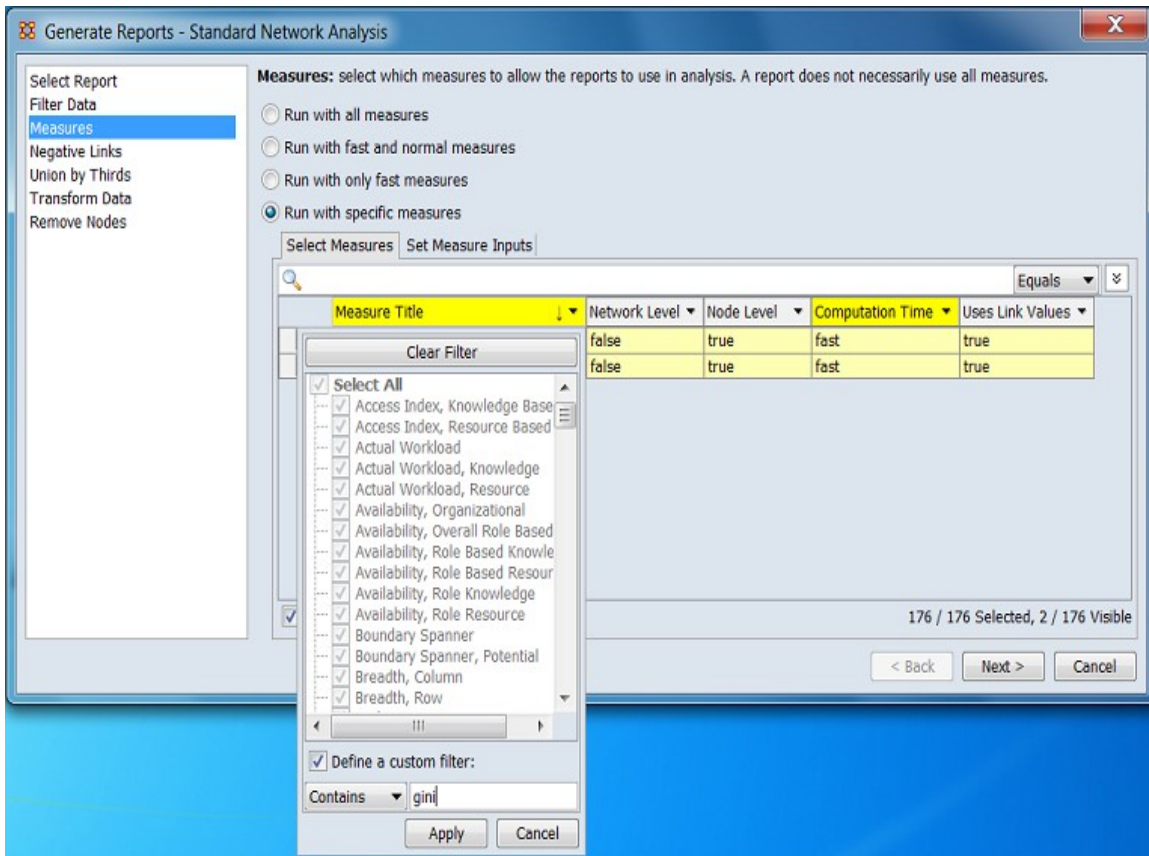 Generate Reports - Standard Network Analysis
X
Select Report
Filter Data
Measures
Negative Links
Union by Thirds
Transform Data
Remove Nodes
Measures: select which measures to allow the reports to use in analysis. A report does not necessarily use all measures.
Run with all measures
Run with fast and normal measures
Run with only fast measures
Run with specific measures
Select Measures Set Measure Inputs
Equals
Measure Title Network Level Node Level Computation Time Uses Link Values
false true fast true
false true fast true
Clear Filter
Select All
Access Index, Knowledge Base
Access Index, Resource Based
Actual Workload
Actual Workload, Knowledge
Actual Workload, Resource
Availability, Organizational
Availability, Overall Role Based
Availability, Role Based Knowle
Availability, Role Based Resour
Availability, Role Knowledge
Availability, Role Resource
Boundary Spanner
Boundary Spanner, Potential
Breadth, Column
Breadth, Row
176 / 176 Selected, 2 / 176 Visible
< Back Next > Cancel
Define a custom filter:
Contains gini
Apply Cancel